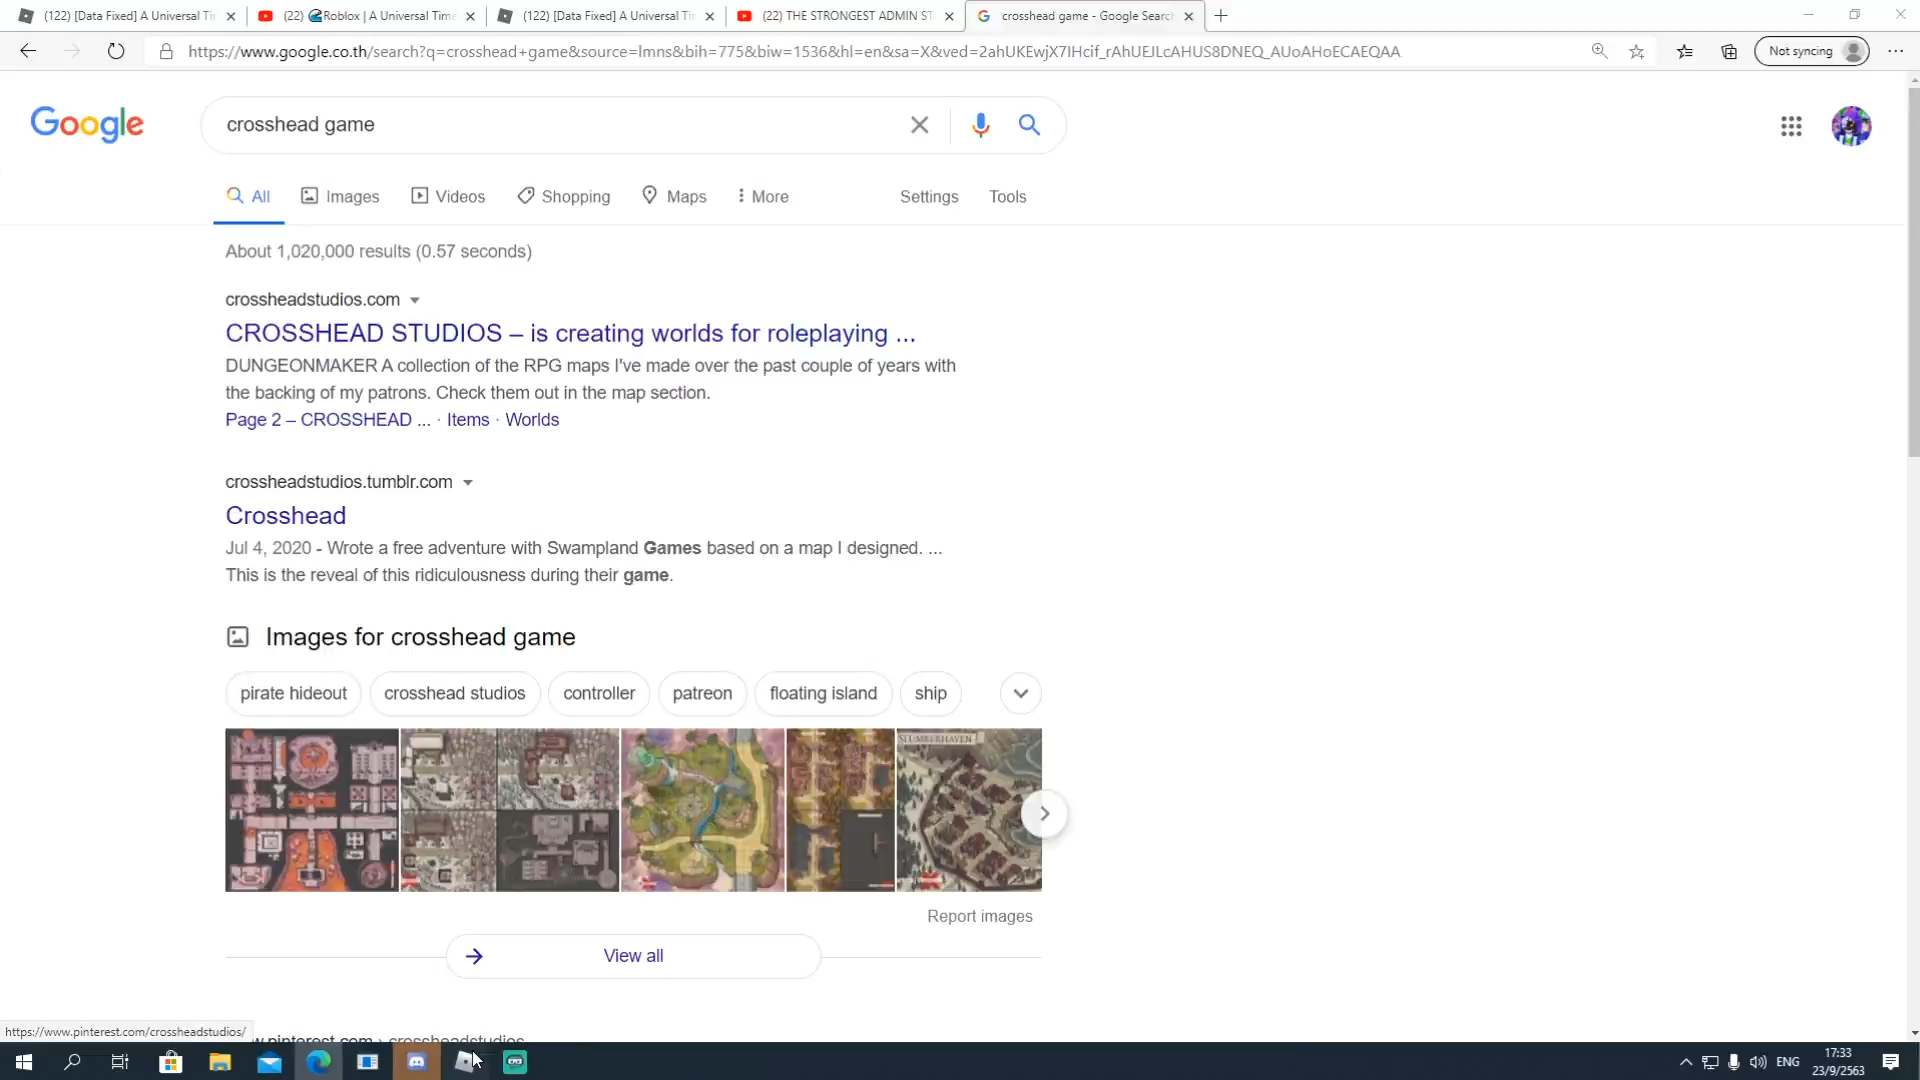 (122) [Data Fixed] A Universal Ti
(22) Roblox | A Universal Time
(122) [Data Fixed] A Universal Ti
(22) THE STRONGEST ADMIN ST
crosshead game - Google Search
https://www.google.co.th/search?q=crosshead+game&source=lmns&bih=775&biw=1536&hl=en&sa=X&ved=2ahUKEwjX7IHcif_rAhUEJLcAHUS8DNEQ_AUoAHoECAEQAA
Not syncing
Google
crosshead game
All Images Videos Shopping Maps More Settings Tools
About 1,020,000 results (0.57 seconds)
crossheadstudios.com
CROSSHEAD STUDIOS – is creating worlds for roleplaying ...
DUNGEONMAKER A collection of the RPG maps I've made over the past couple of years with
the backing of my patrons. Check them out in the map section.
Page 2 – CROSSHEAD ... · Items · Worlds
crossheadstudios.tumblr.com
Crosshead
Jul 4, 2020 - Wrote a free adventure with Swampland Games based on a map I designed. ...
This is the reveal of this ridiculousness during their game.
Images for crosshead game
pirate hideout crosshead studios controller patreon floating island ship
SLUMBERHAVEN
Report images
View all
https://www.pinterest.com/crossheadstudios/
w.pinterest.com › crossheadstudios
ENG
17:33
23/9/2563